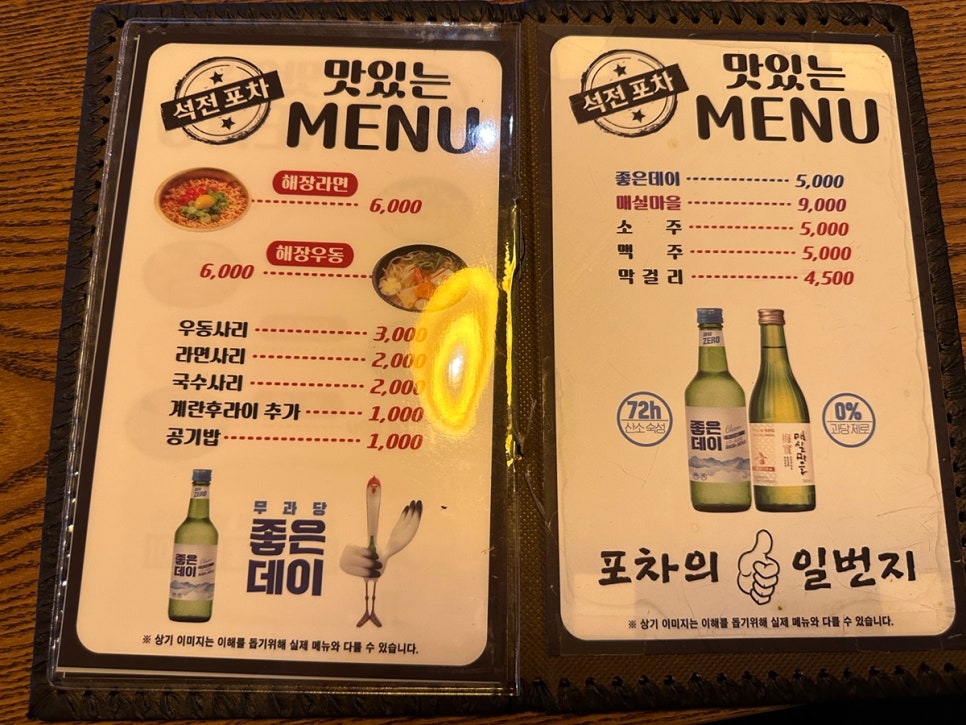 석전 포차
맛있는
MENU
해장라면
6,000
해장우동
6,000
우동사리 3,000
라면사리 2,000
국수사리 2,000
계란후라이 추가 1,000
공기밥 1,000
ZERO
좋은
데이
무과당
좋은
데이
※ 상기 이미지는 이해를 돕기위해 실제 메뉴와 다를 수 있습니다.
석전 포차
맛있는
MENU
좋은데이 5,000
매실마을 9,000
소 주 5,000
맥 주 5,000
막 걸 리 4,500
ZERO
72h
산소 숙성
좋은
데이
매실마을
0%
과당 제로
포차의 일번지
※ 상기 이미지는 이해를 돕기위해 실제 메뉴와 다를 수 있습니다.